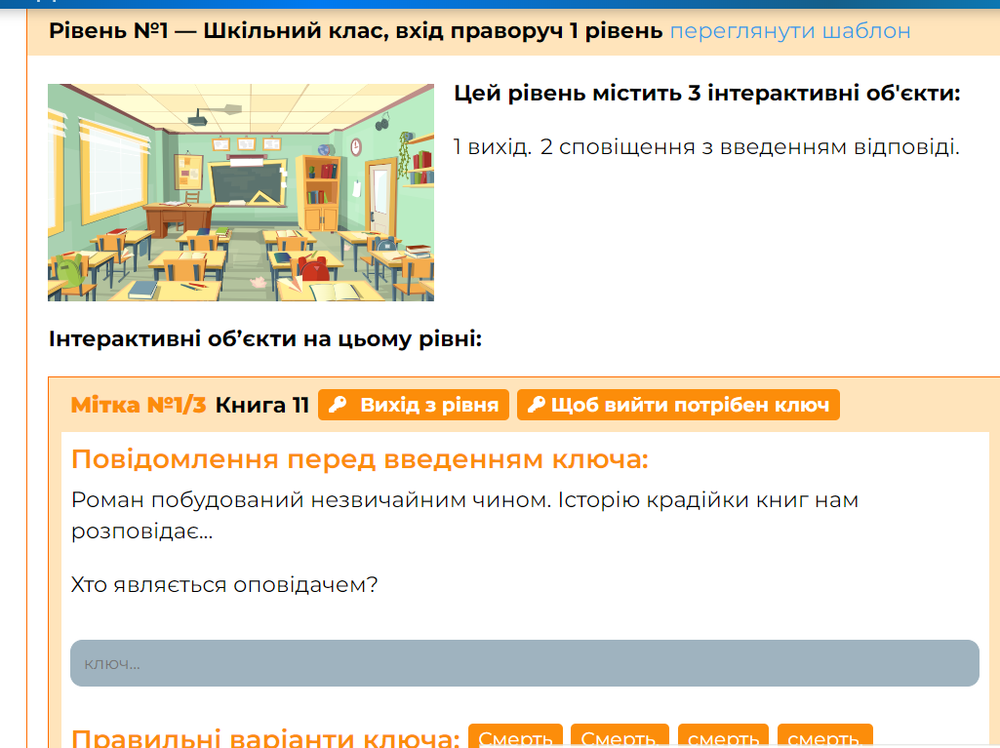 Рівень №1 — Шкільний клас, вхід праворуч 1 рівень переглянути шаблон
Цей рівень містить 3 інтерактивні об'єкти:
1 вихід. 2 сповіщення з введенням відповіді.
Інтерактивні об’єкти на цьому рівні:
Мітка №1/3 Книга 11 Вихід з рівня Щоб вийти потрібен ключ
Повідомлення перед введенням ключа:
Роман побудований незвичайним чином. Історію крадійки книг нам
розповідає...
Хто являється оповідачем?
ключ...
Правильні варіанти ключа: Смерть Смерть смерть смерть